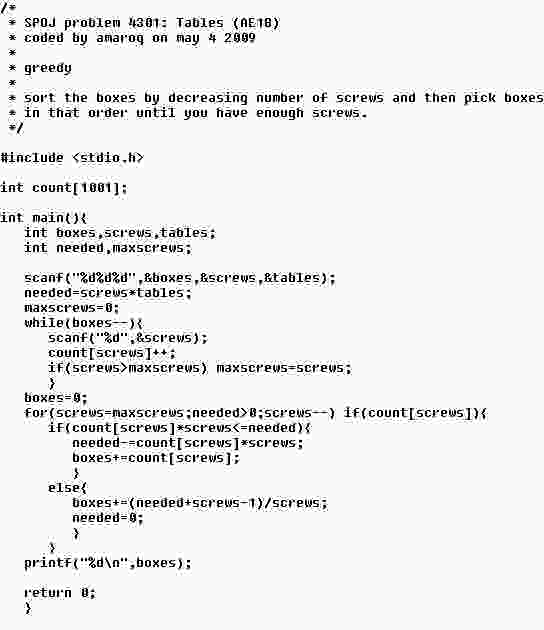 /*
 * SPOJ problem 4301: Tables (AE1B)
 * coded by amaroq on may 4 2009
 *
 * greedy
 *
 * sort the boxes by decreasing number of screws and then pick boxes
 * in that order until you have enough screws.
 */

#include <stdio.h>

int count[1001];

int main(){
   int boxes,screws,tables;
   int needed,maxscrews;

   scanf("%d%d%d",&boxes,&screws,&tables);
   needed=screws*tables;
   maxscrews=0;
   while(boxes--){
      scanf("%d",&screws);
      count[screws]++;
      if(screws>maxscrews) maxscrews=screws;
      }
   boxes=0;
   for(screws=maxscrews;needed>0;screws--) if(count[screws]){
      if(count[screws]*screws<=needed){
         needed-=count[screws]*screws;
         boxes+=count[screws];
         }
      else{
         boxes+=(needed+screws-1)/screws;
         needed=0;
         }
      }
   printf("%d\n",boxes);

   return 0;
   }